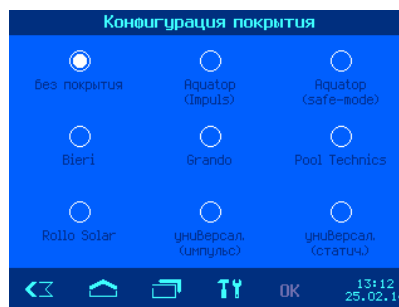 Конфигурация покрытия
без покрытия
Aquatop
(Impuls)
Aquatop
(safe-mode)
Bieri
Grando
Pool Technics
Rollo Solar
универсал.
(импульс)
универсал.
(статич.)
OK
13:12
25.02.1